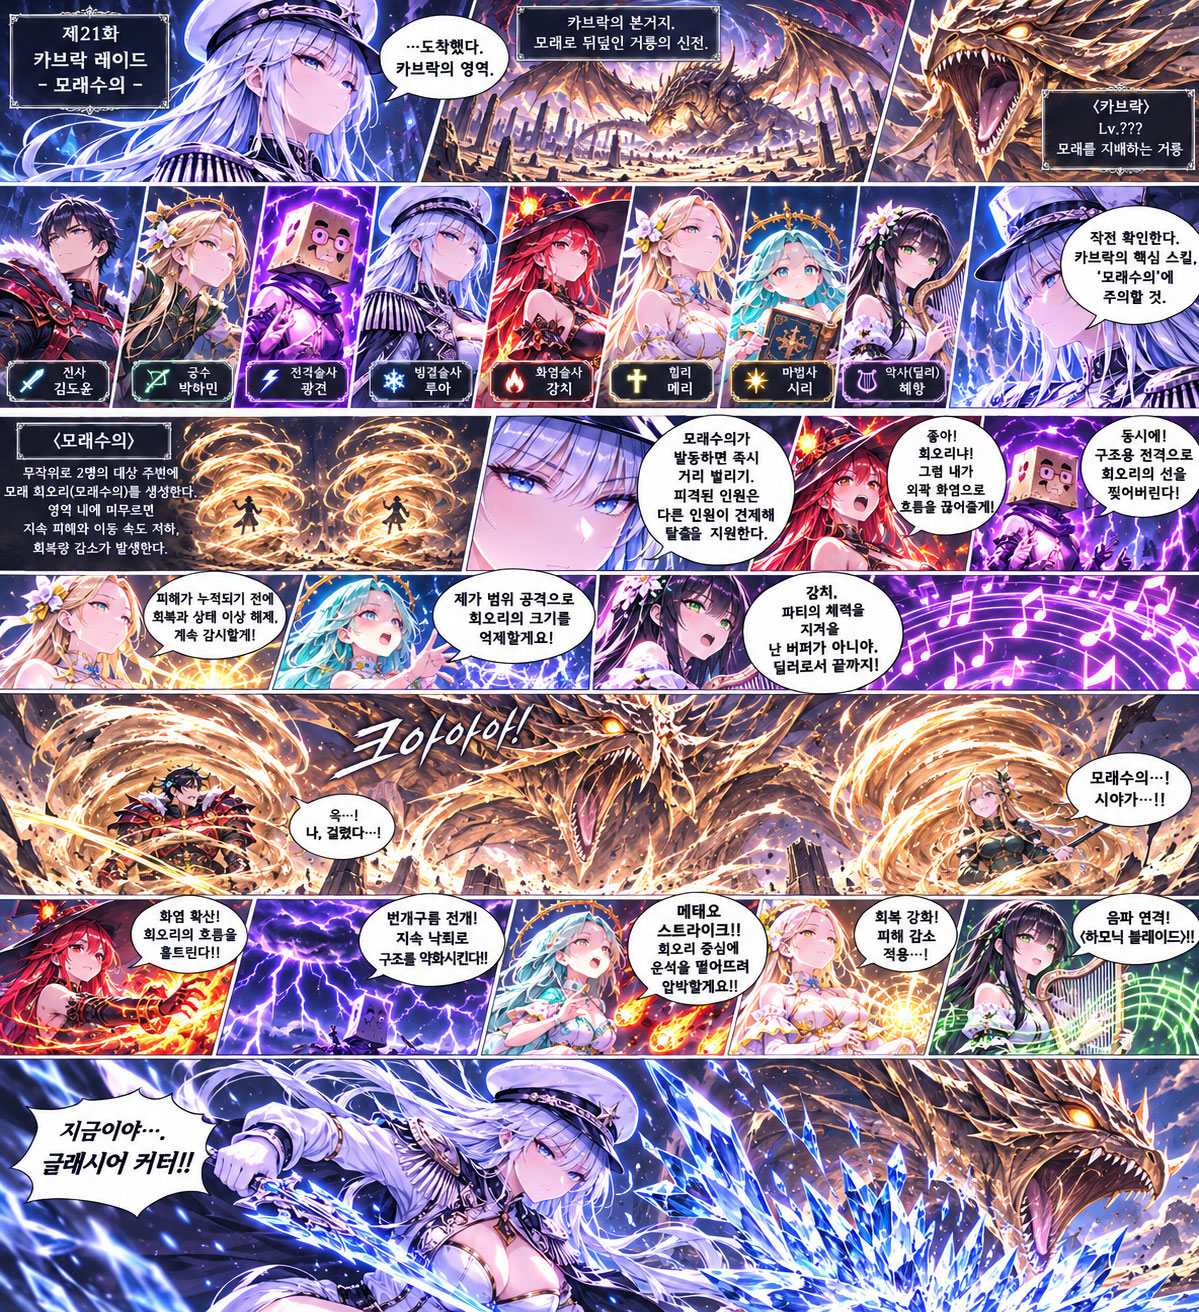 제21화
카브락 레이드
- 모래수의 -
…도착했다.
카브락의 영역.
카브락의 본거지.
모래로 뒤덮인 거룡의 신전.
〈카브락〉
Lv.???
모래를 지배하는 거룡
진사
김도윤
궁수
박하민
전격술사
광견
빙결술사
루아
화염술사
강치
힐러
메리
마법사
시리
악사(딜러)
혜항
작전 확인한다.
카브락의 핵심 스킬,
‘모래수의’에
주의할 것.
〈모래수의〉
무작위로 2명의 대상 주변에
모래 회오리(모래수의)를 생성한다.
영역 내에 미무르면
지속 피해와 이동 속도 저하,
회복량 감소가 발생한다.
모래수의가
발동하면 즉시
거리 벌리기.
피격된 인원은
다른 인원이 견제해
탈출을 지원한다.
좋아!
회오리냐!
그럼 내가
외곽 화염으로
흐름을 끊어줄게!
동시에!
구조용 전격으로
회오리의 선을
찢어버린다!
피해가 누적되기 전에
회복과 상태 이상 해제,
계속 감시할게!
제가 범위 공격으로
회오리의 크기를
억제할게요!
강치,
파티의 체력을
지켜을
난 버퍼가 아니야.
딜러로서 끝까지!
크아아아!
옥…!
나, 걸렸다…!
모래수의…!
시야가…!!
화염 확산!
회오리의 흐름을
흘트린다!!
번개구름 전개!
지속 낙뢰로
구조를 약화시킨다!!
메태요
스트라이크!!
회오리 중심에
운석을 떨어뜨려
압박할게요!!
회복 강화!
피해 감소
적용…!
음파 연격!
〈하모닉 블레이드〉!!
지금이야….
글래시어 커터!!